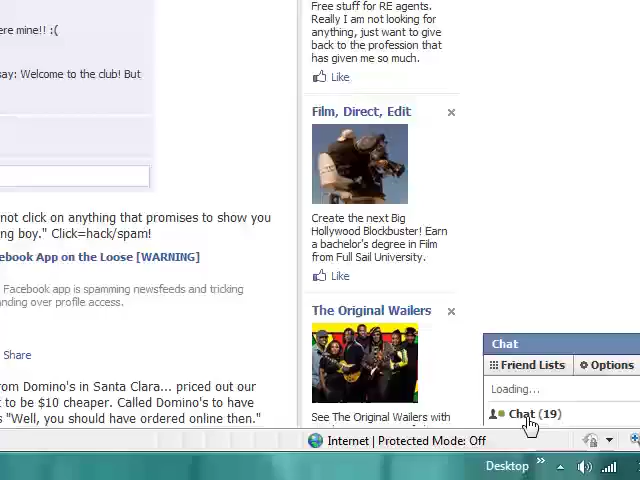 ere mine!! :(
say: Welcome to the club! But
not click on anything that promises to show you
ng boy." Click=hack/spam!
ebook App on the Loose [WARNING]
Facebook app is spamming newsfeeds and tricking
nding over profile access.
Share
rom Domino's in Santa Clara... priced out our
t to be $10 cheaper. Called Domino's to have
s "Well, you should have ordered online then."
Free stuff for RE agents.
Really I am not looking for
anything, just want to give
back to the profession that
has given me so much.
Like
Film, Direct, Edit
Create the next Big
Hollywood Blockbuster! Earn
a bachelor's degree in Film
from Full Sail University.
Like
The Original Wailers
See The Original Wailers with
Chat
Friend Lists Options
Loading...
Chat (19)
Internet | Protected Mode: Off
Desktop